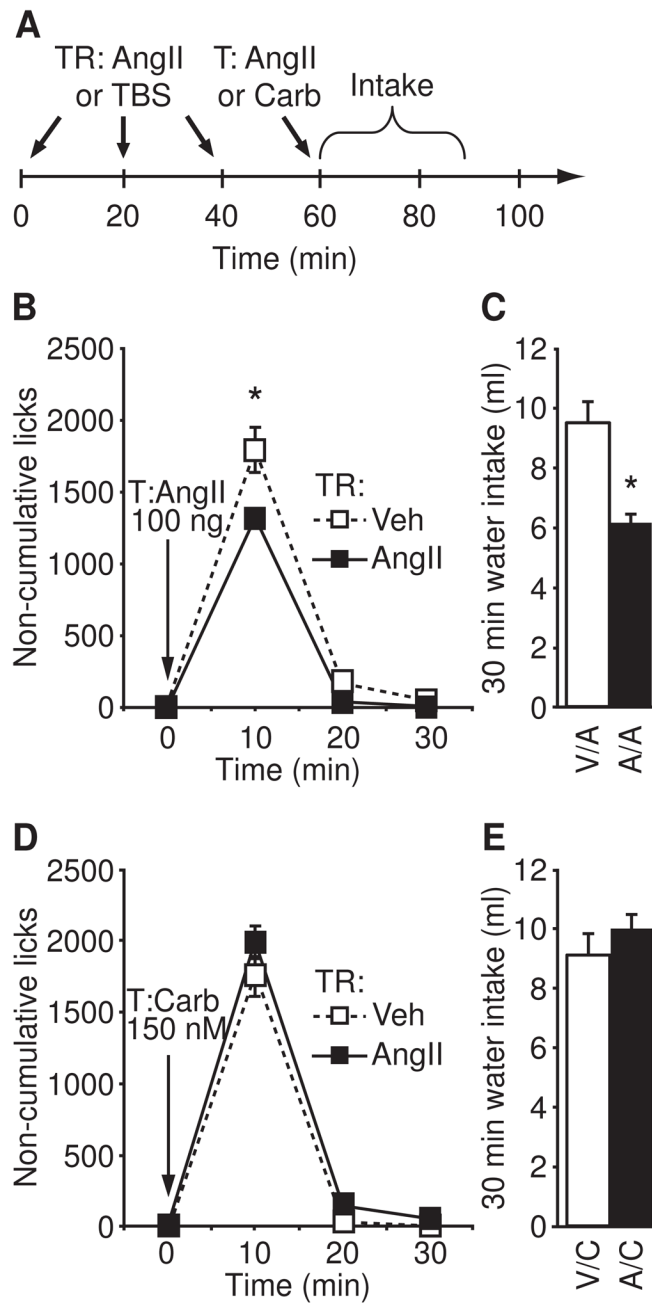 A
TR: AngII
or TBS
T: AngII
or Carb
Intake
0 20 40 60 80 100
Time (min)
B
Non-cumulative licks
2500
2000
1500
1000
500
0
*
T:AngII
100 ng
TR:
Veh
AngII
0 10 20 30
Time (min)
C
30 min water intake (ml)
12
10
8
6
4
2
0
*
V/A
A/A
D
Non-cumulative licks
2500
2000
1500
1000
500
0
T:Carb
150 nM
TR:
Veh
AngII
0 10 20 30
Time (min)
E
30 min water intake (ml)
12
10
8
6
4
2
0
V/C
A/C